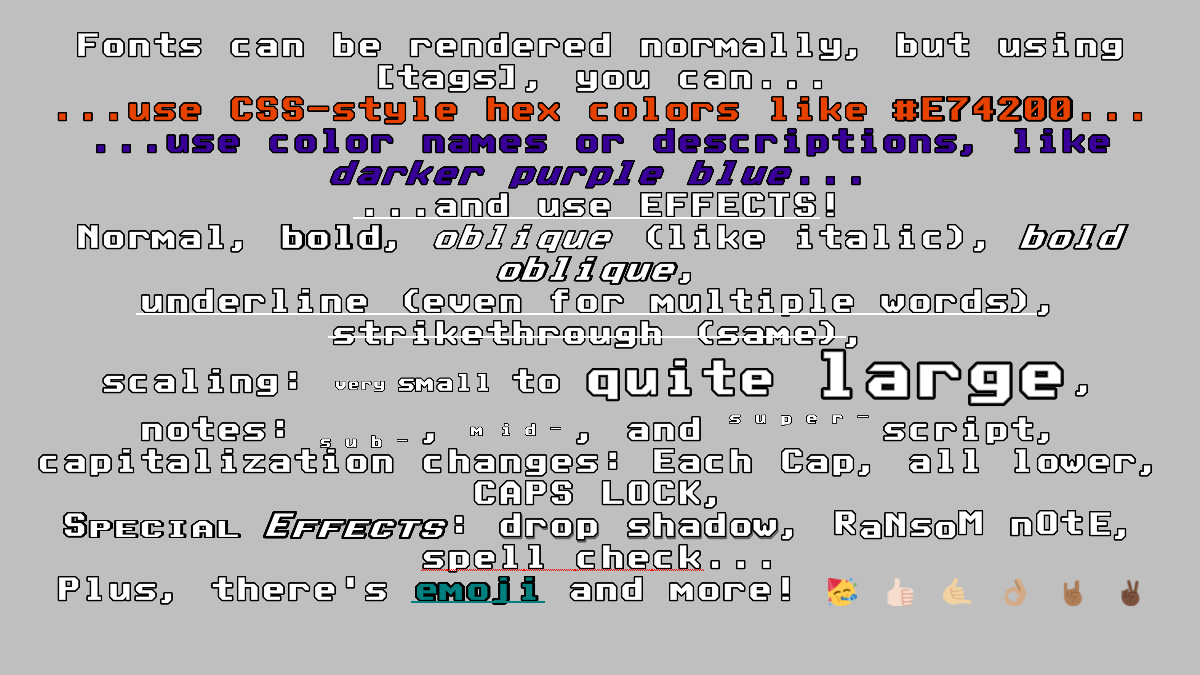 Fonts can be rendered normally, but using
[tags], you can...
...use CSS-style hex colors like #E74200...
...use color names or descriptions, like
darker purple blue...
...and use EFFECTS!
Normal, bold, oblique (like italic), bold
oblique,
underline (even for multiple words),
strikethrough (same),
scaling: very small to quite large,
notes: sub-, mid-, and super-script,
capitalization changes: Each Cap, all lower,
CAPS LOCK,
SPECIAL EFFECTS: drop shadow, RaNsoM nOtE,
spell check...
Plus, there's emoji and more! 🥳 👍🏻 🤙🏼 👌🏽 🤘🏾 ✌🏿